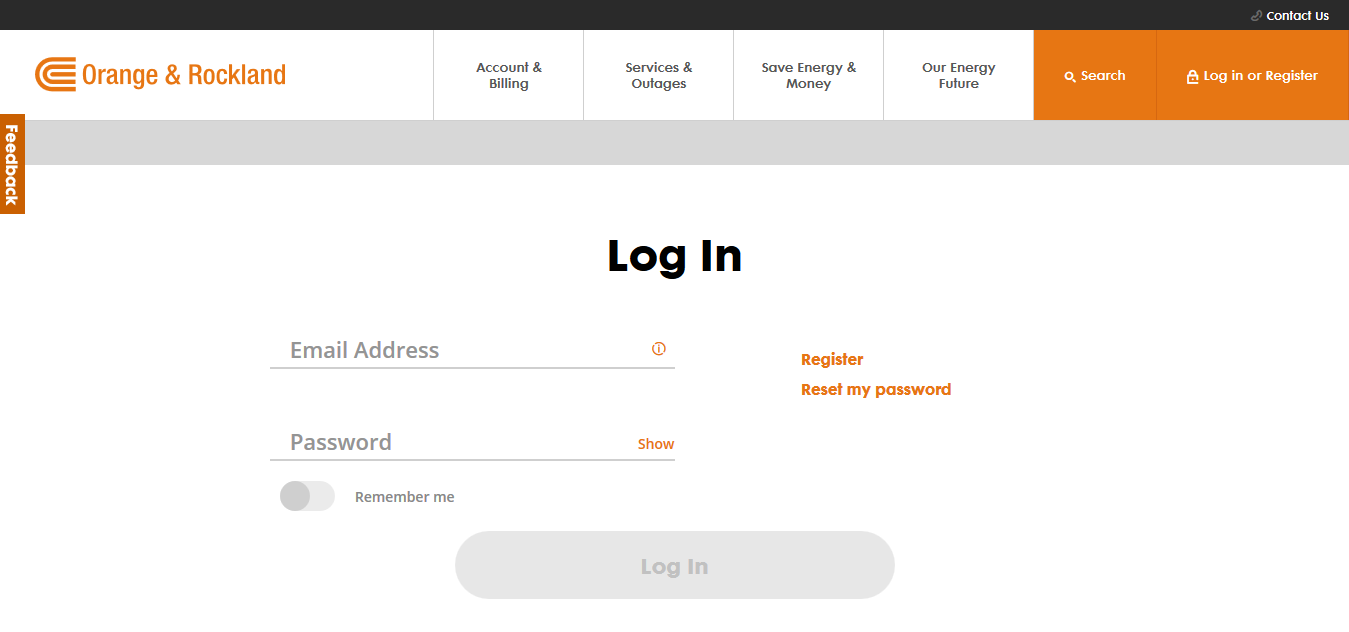 Contact Us
Orange & Rockland
Account &
Billing
Services &
Outages
Save Energy &
Money
Our Energy
Future
Search
Log in or Register
Feedback
Log In
Email Address
Register
Reset my password
Password
Show
Remember me
Log In